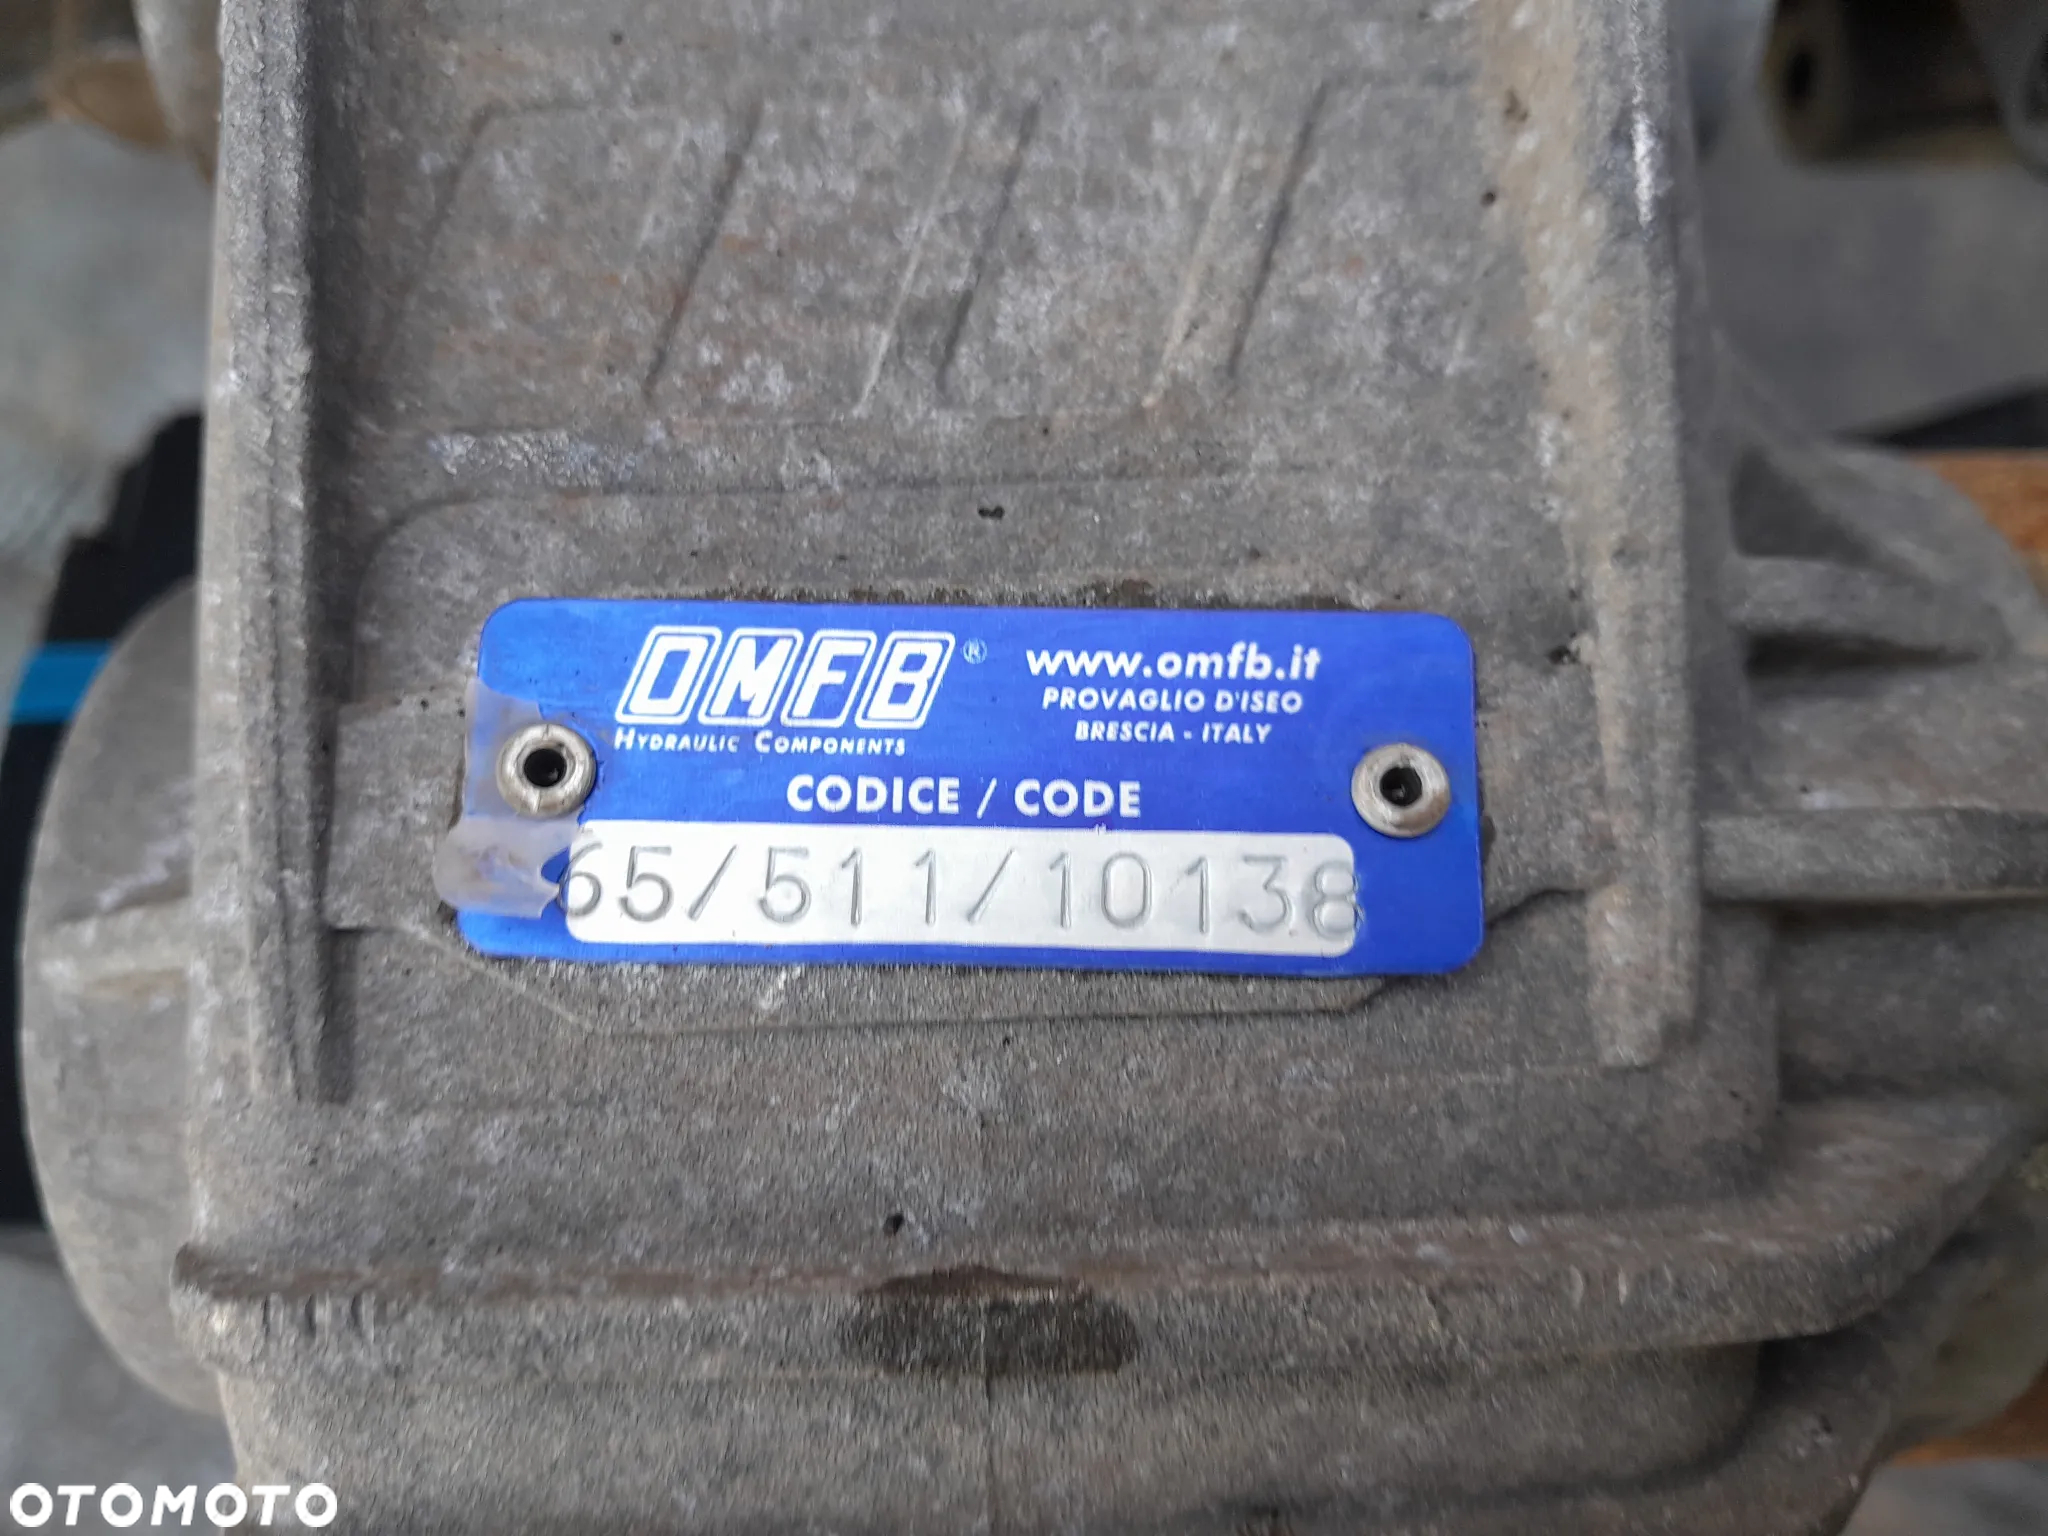 OMFB®
www.omfb.it
HYDRAULIC COMPONENTS
PROVAGLIO D'ISEO
BRESCIA - ITALY
CODICE / CODE
65/511/10138
OTOMOTO